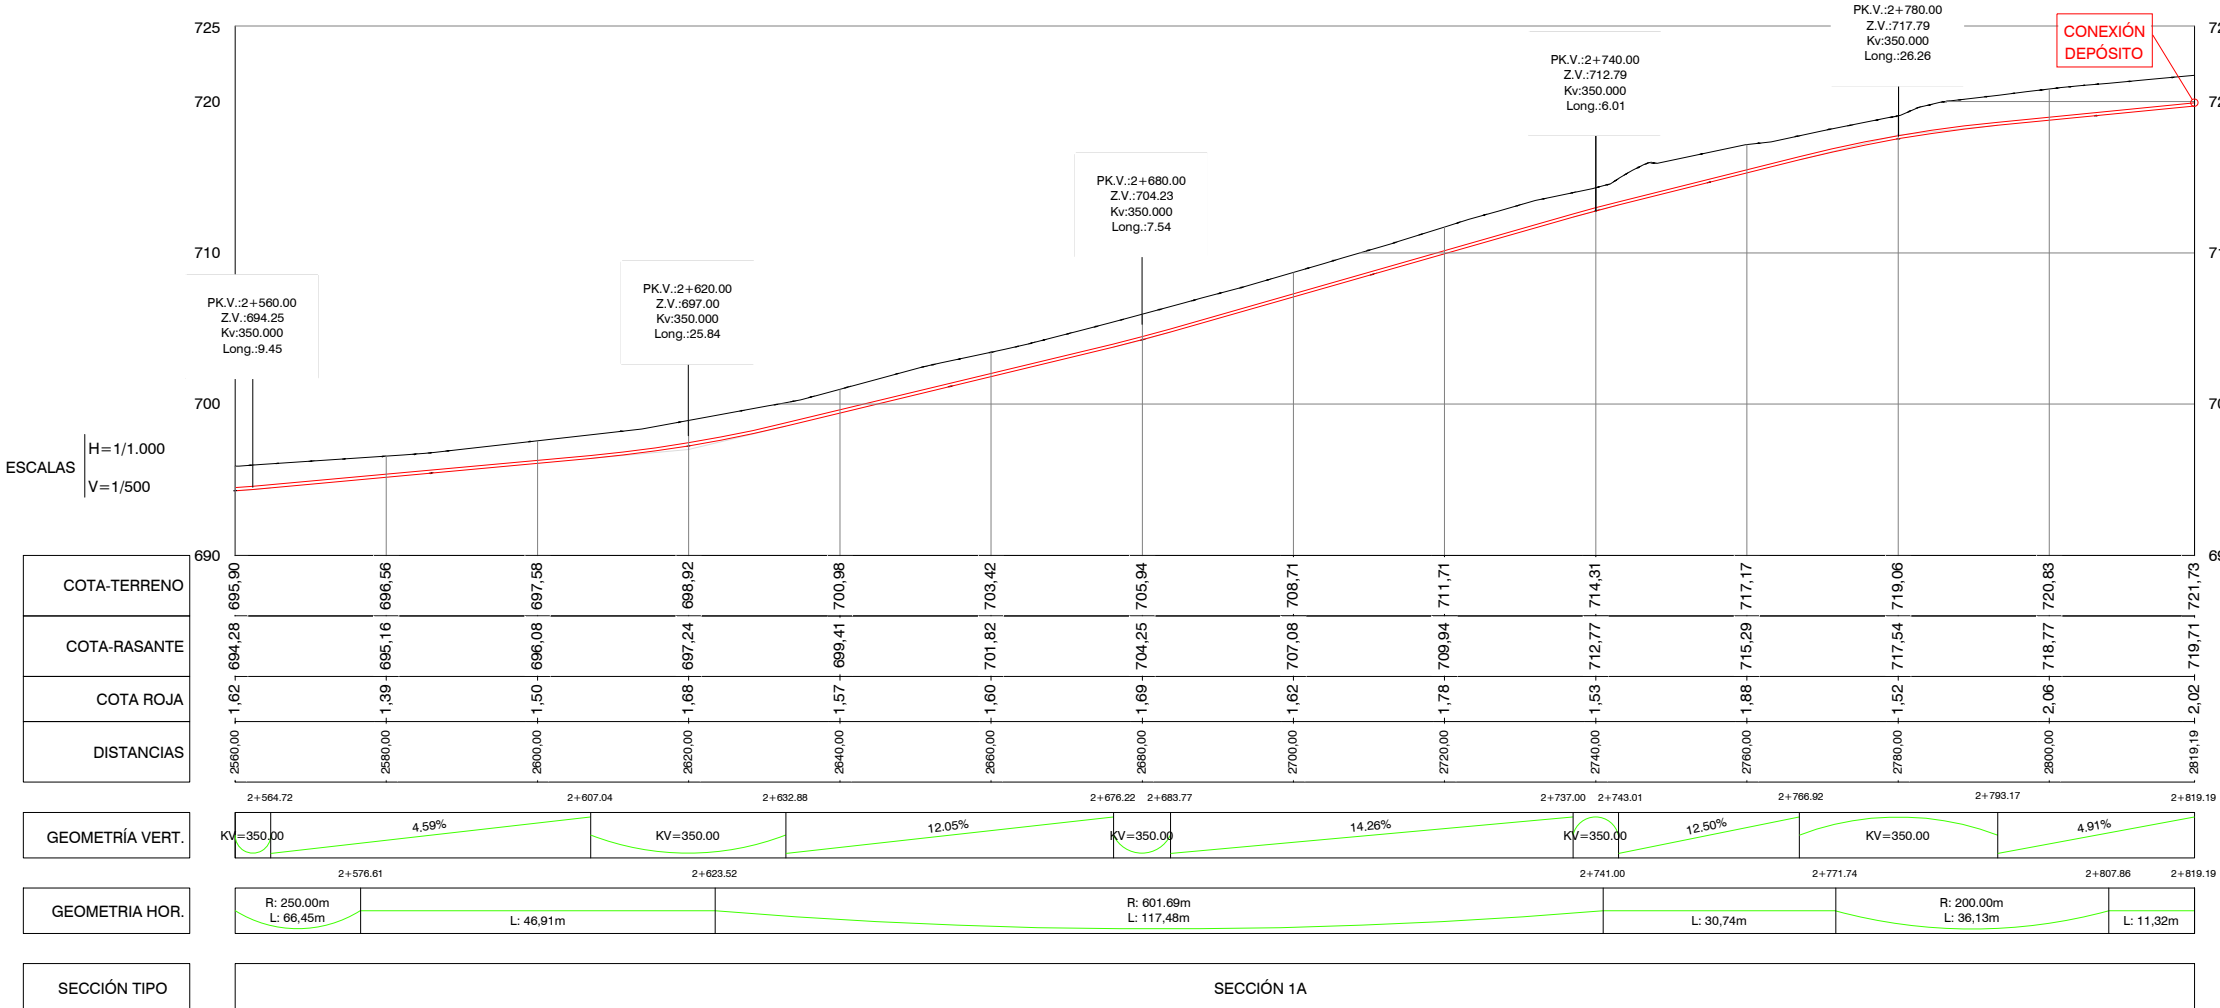 725
720
710
700
690
PK.V.:2+560.00
Z.V.:694.25
Kv:350.000
Long.:9.45
PK.V.:2+620.00
Z.V.:697.00
Kv:350.000
Long.:25.84
PK.V.:2+680.00
Z.V.:704.23
Kv:350.000
Long.:7.54
PK.V.:2+740.00
Z.V.:712.79
Kv:350.000
Long.:6.01
PK.V.:2+780.00
Z.V.:717.79
Kv:350.000
Long.:26.26
CONEXIÓN
DEPÓSITO
ESCALAS
H=1/1.000
V=1/500
COTA-TERRENO 695,90 696,56 697,58 698,92 700,98 703,42 705,94 708,71 711,71 714,31 717,17 719,06 720,83 721,73
COTA-RASANTE 694,28 695,16 696,08 697,24 699,41 701,82 704,25 707,08 709,94 712,77 715,29 717,54 718,77 719,71
COTA ROJA 1,62 1,39 1,50 1,68 1,57 1,60 1,69 1,62 1,78 1,53 1,88 1,52 2,06 2,02
DISTANCIAS 2560,00 2580,00 2600,00 2620,00 2640,00 2660,00 2680,00 2700,00 2720,00 2740,00 2760,00 2780,00 2800,00 2819,19
2+564.72 2+607.04 2+632.88 2+676.22 2+683.77 2+737.00 2+743.01 2+766.92 2+793.17 2+819.19
GEOMETRÍA VERT. KV=350.00 4.59% KV=350.00 12.05% KV=350.00 14.26% KV=350.00 12.50% KV=350.00 4.91%
2+576.61 2+623.52 2+741.00 2+771.74 2+807.86 2+819.19
GEOMETRIA HOR.
R: 250.00m
L: 66,45m
L: 46,91m
R: 601.69m
L: 117,48m
L: 30,74m
R: 200.00m
L: 36,13m
L: 11,32m
SECCIÓN TIPO SECCIÓN 1A